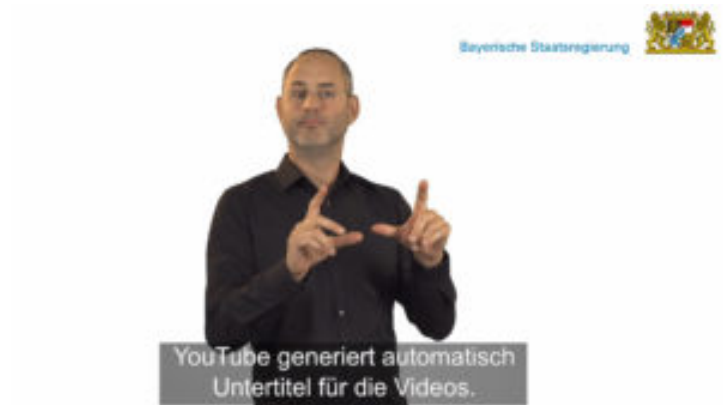 Bayerische Staatsregierung
YouTube generiert automatisch
Untertitel für die Videos.